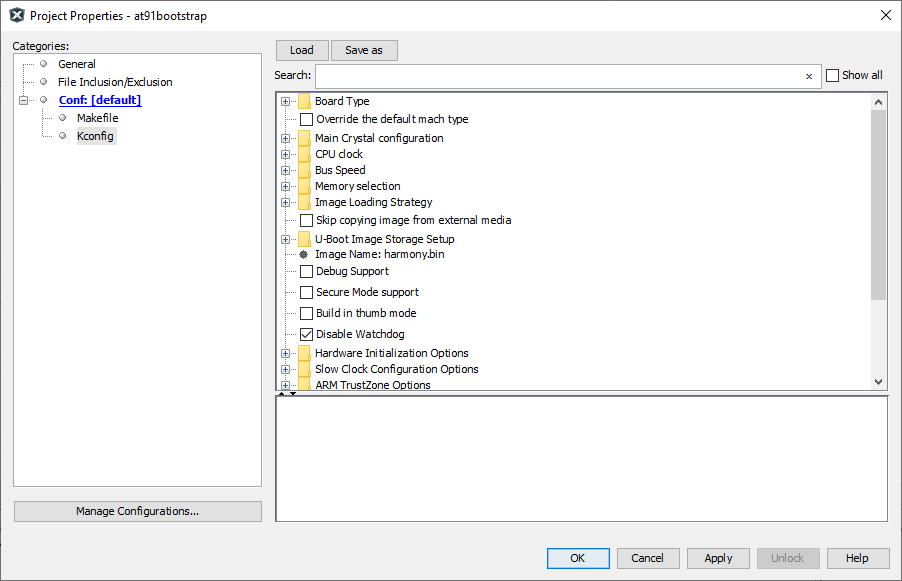 Project Properties - at91bootstrap
Categories:
General
File Inclusion/Exclusion
Conf: [default]
Makefile
Kconfig
Manage Configurations...
Load Save as
Search: × Show all
Board Type
Override the default mach type
Main Crystal configuration
CPU clock
Bus Speed
Memory selection
Image Loading Strategy
Skip copying image from external media
U-Boot Image Storage Setup
Image Name: harmony.bin
Debug Support
Secure Mode support
Build in thumb mode
Disable Watchdog
Hardware Initialization Options
Slow Clock Configuration Options
ARM TrustZone Options
OK Cancel Apply Unlock Help